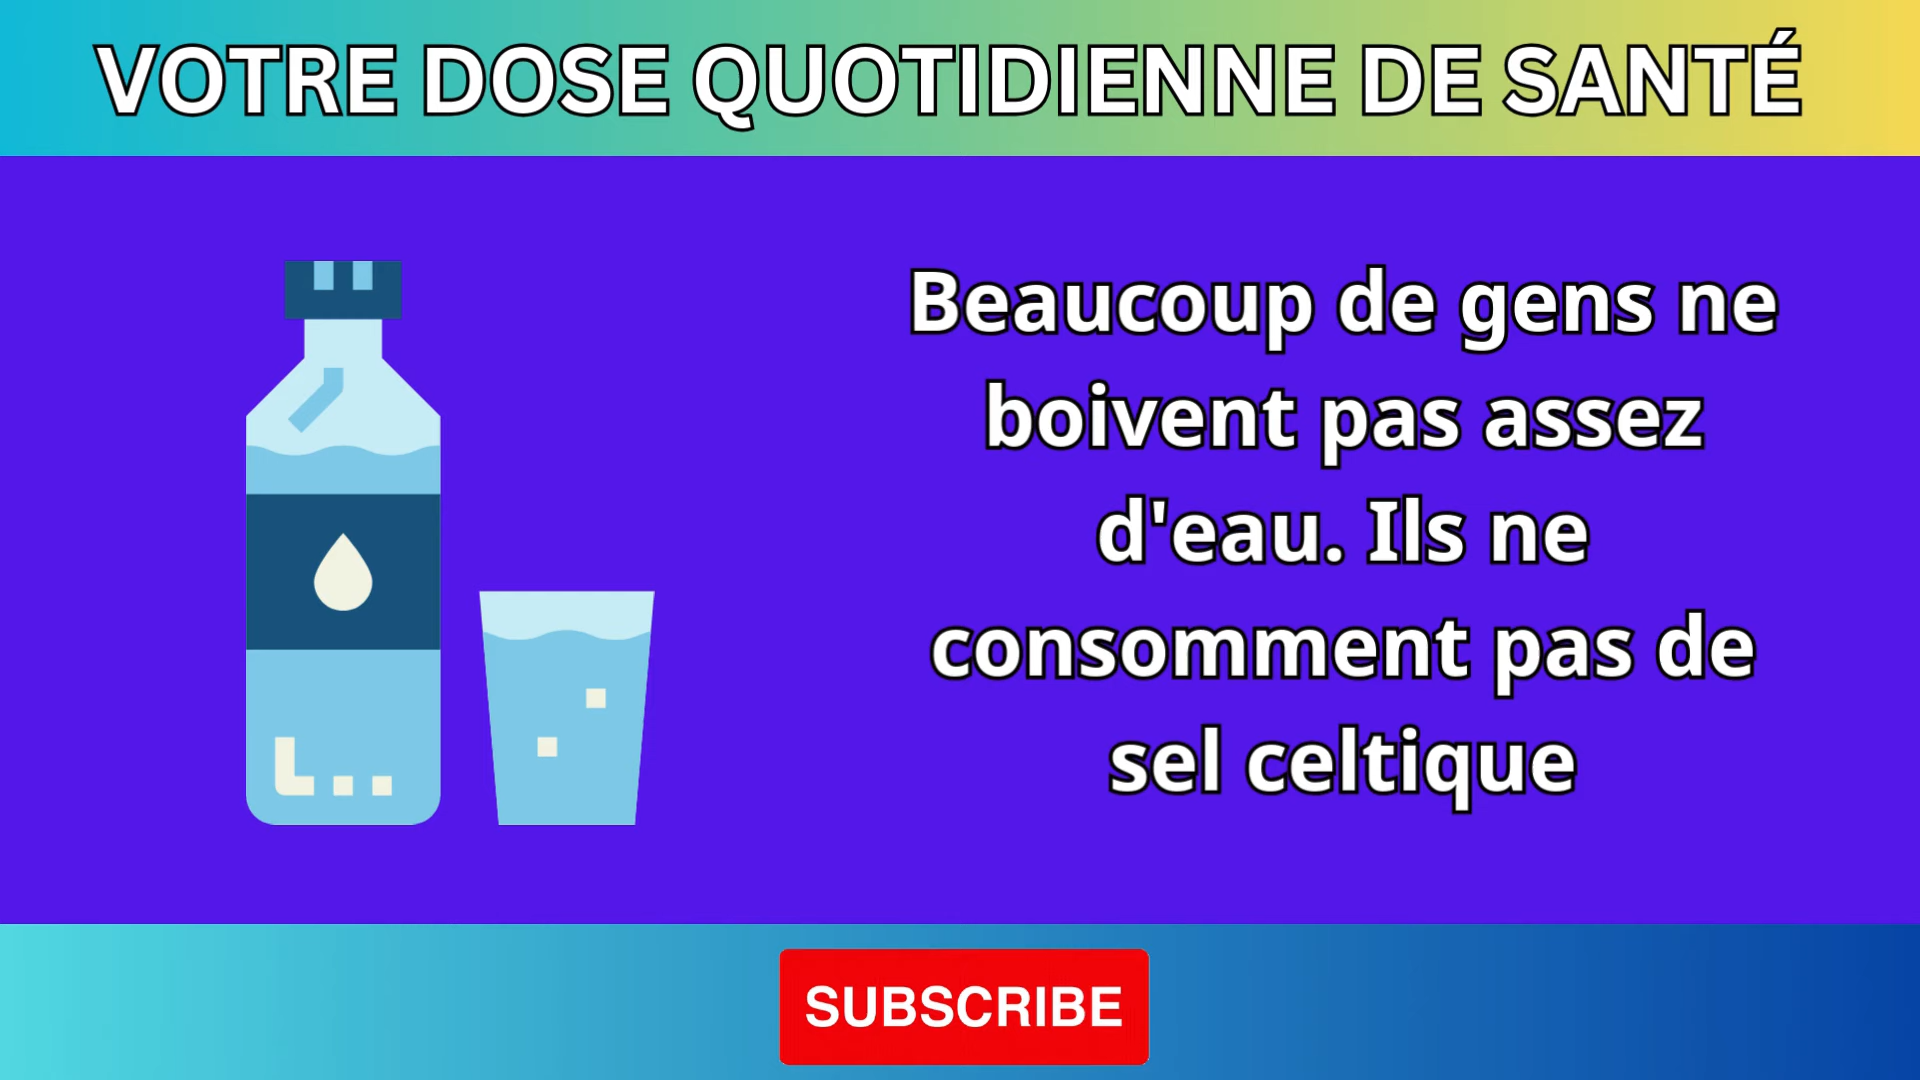 VOTRE DOSE QUOTIDIENNE DE SANTÉ
Beaucoup de gens ne
boivent pas assez
d'eau. Ils ne
consomment pas de
sel celtique
SUBSCRIBE